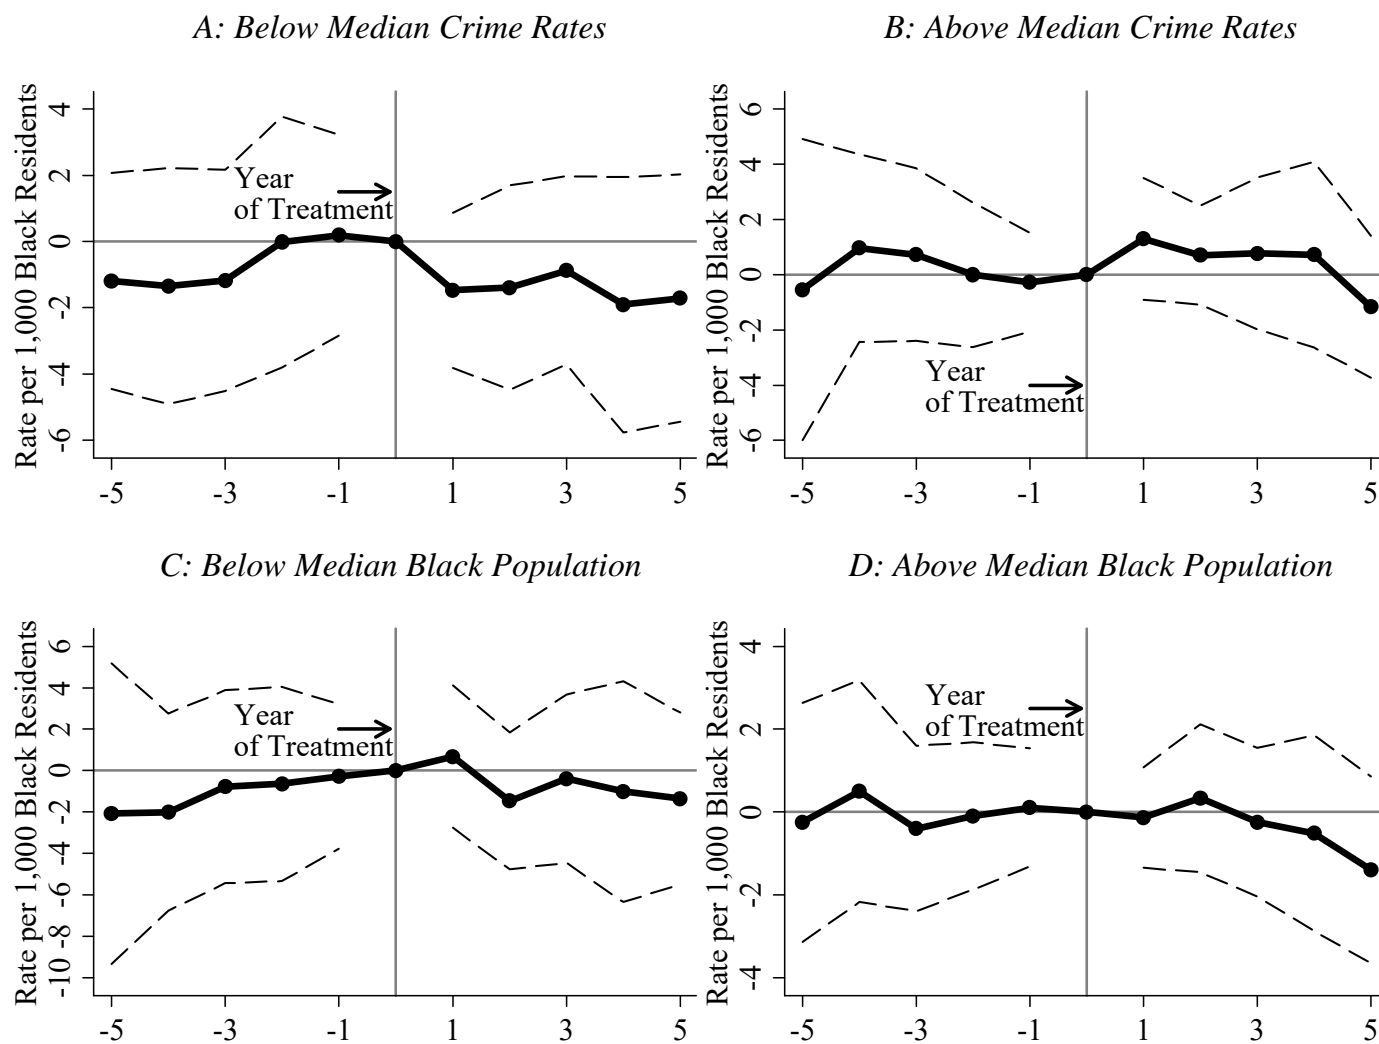 A: Below Median Crime Rates
Rate per 1,000 Black Residents
4
2
0
-2
-4
-6
Year
of Treatment
-5 -3 -1 1 3 5
B: Above Median Crime Rates
Rate per 1,000 Black Residents
6
4
2
0
-2
-4
-6
Year
of Treatment
-5 -3 -1 1 3 5
C: Below Median Black Population
Rate per 1,000 Black Residents
6
4
2
0
-2
-4
-6
-8
-10
Year
of Treatment
-5 -3 -1 1 3 5
D: Above Median Black Population
Rate per 1,000 Black Residents
4
2
0
-2
-4
Year
of Treatment
-5 -3 -1 1 3 5